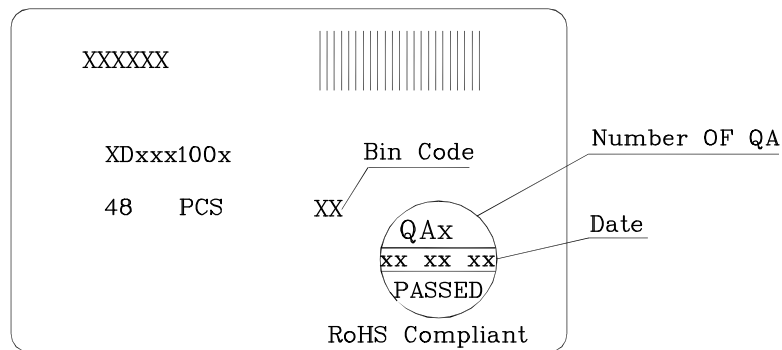 XXXXXX
Number OF QA
XDxxx100x
Bin Code
48 PCS XX
Date
QAx
xx xx xx
PASSED
RoHS Compliant